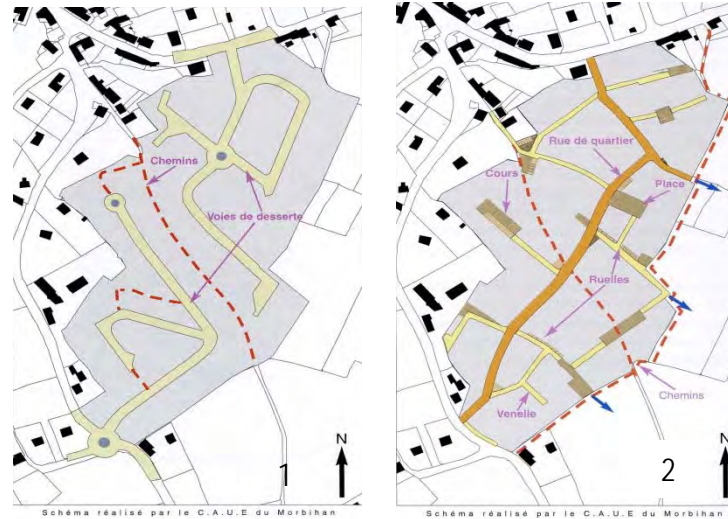 Chemins
Voies de desserte
1
N
Schéma réalisé par le C.A.U.E du Morbihan
Rue de quartier
Cours
Place
Ruelles
Chemins
Venelle
2
N
Schéma réalisé par le C.A.U.E du Morbihan